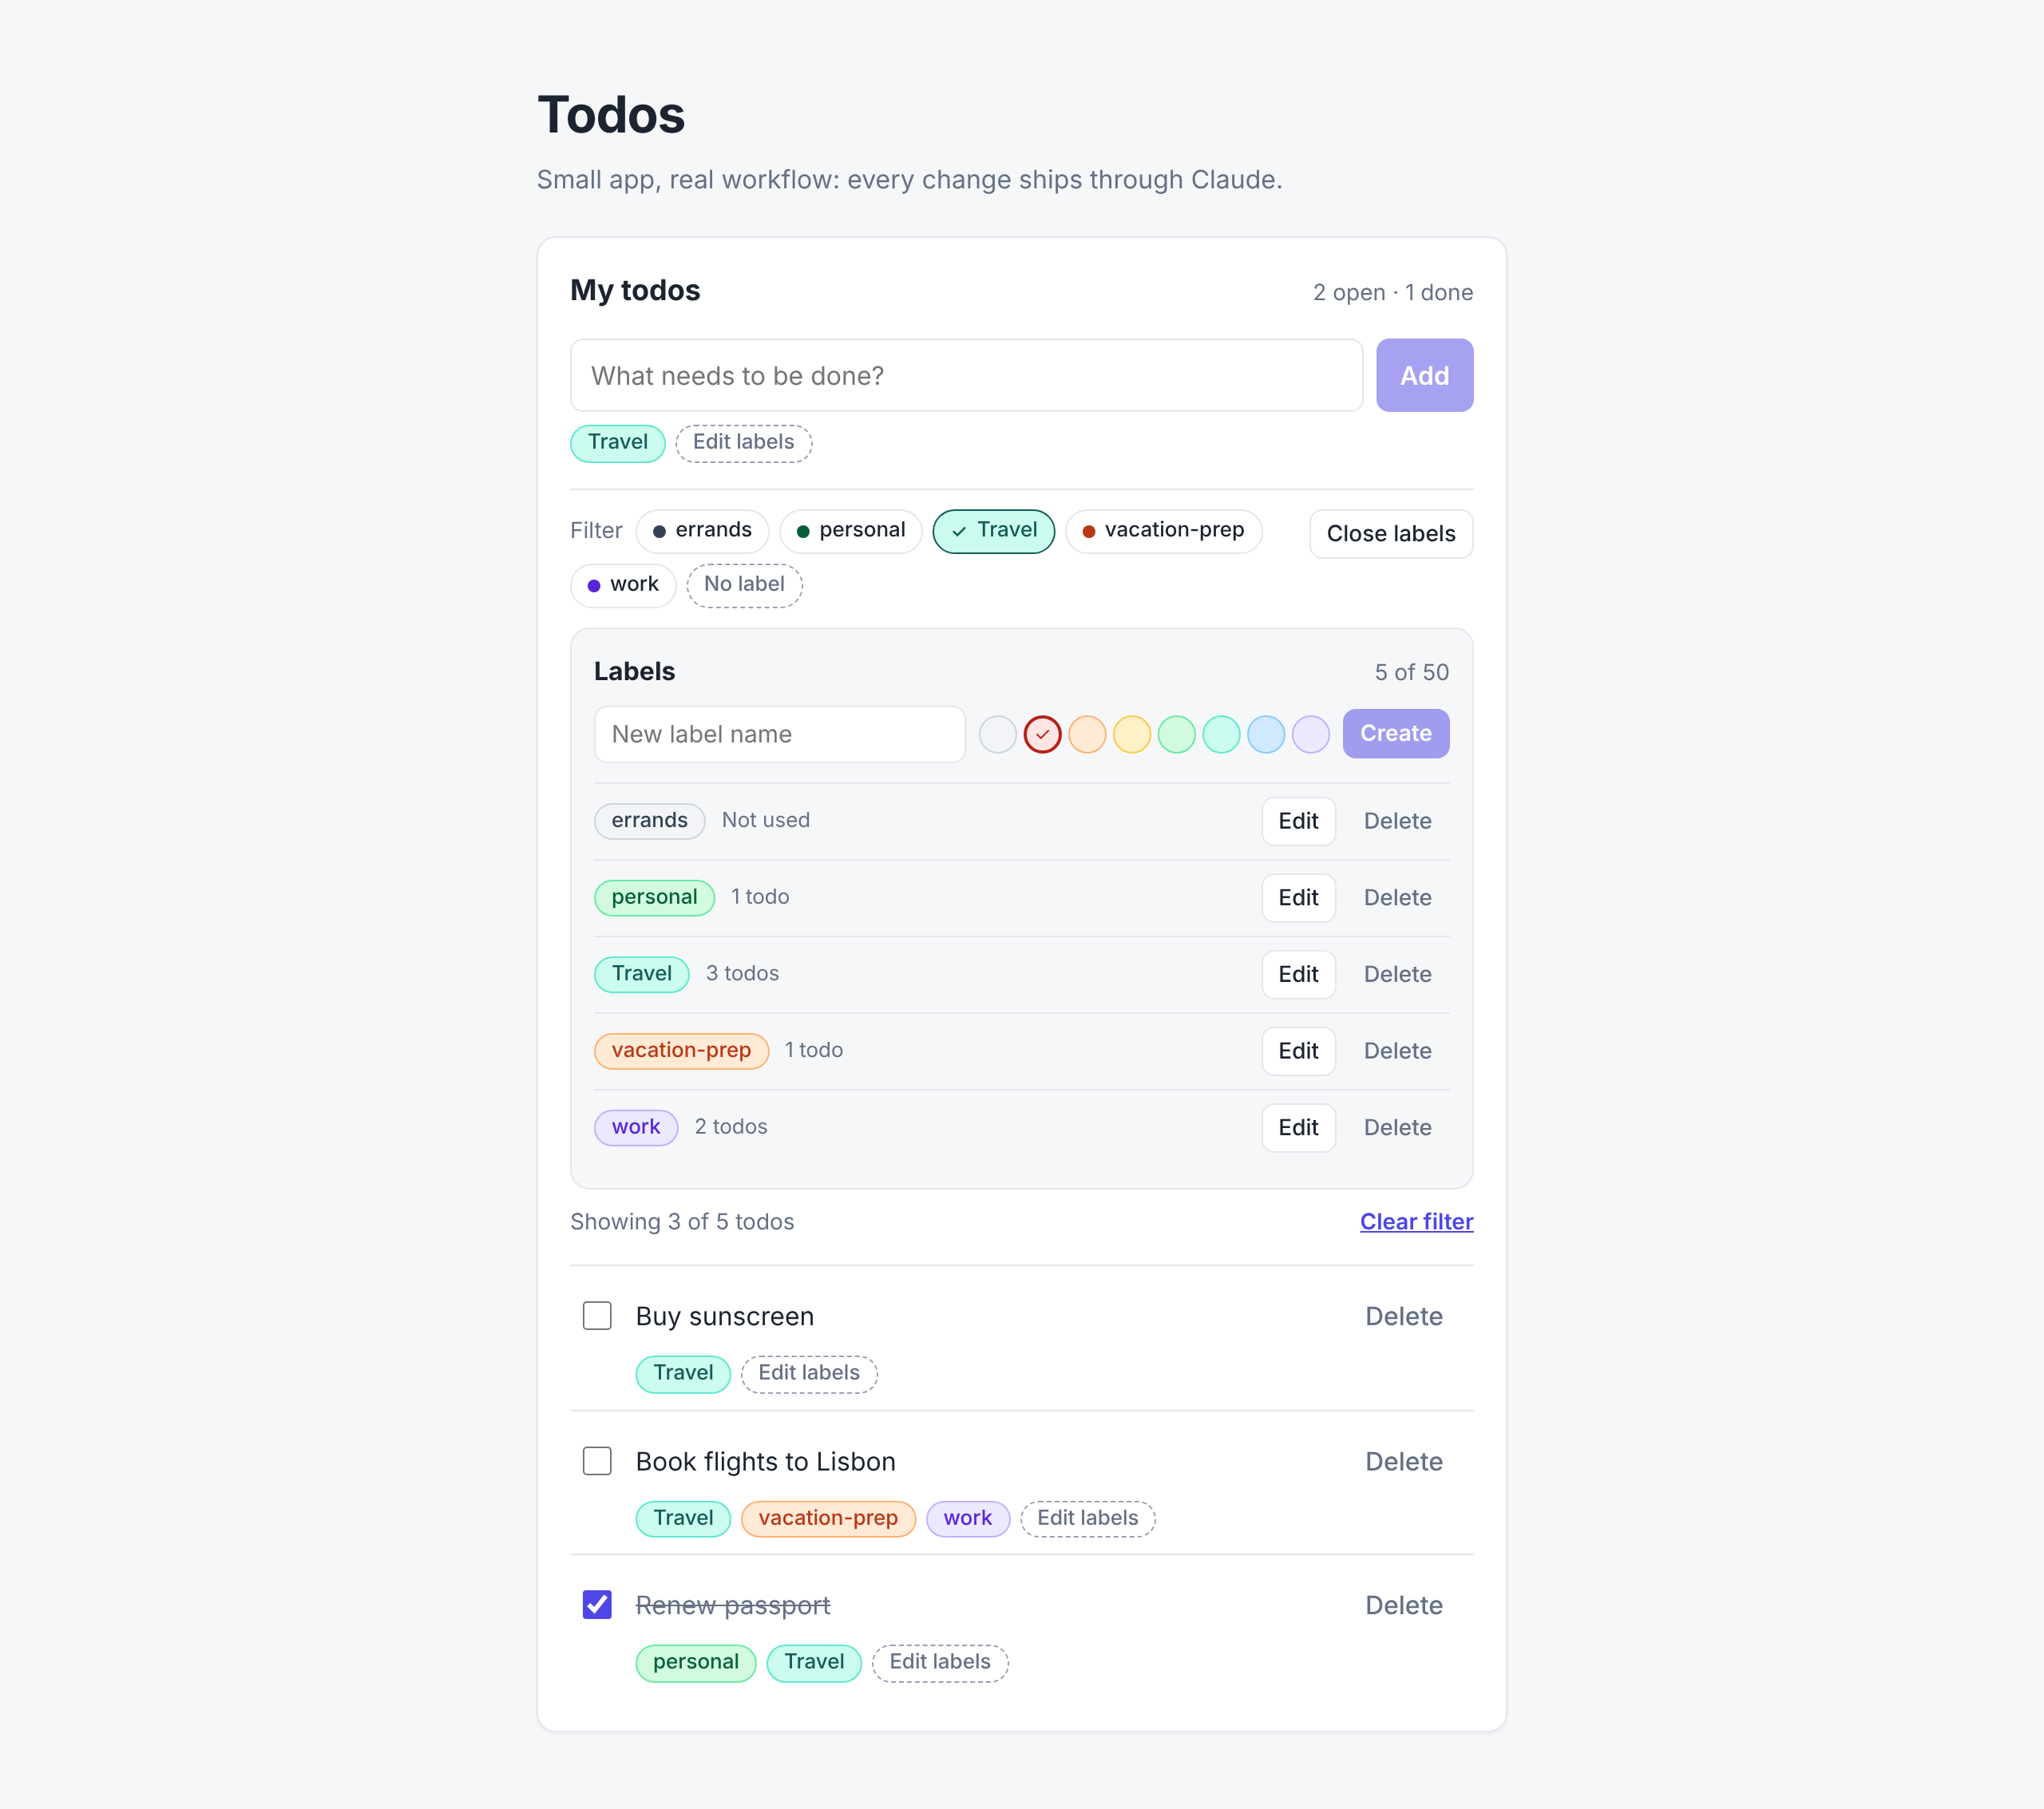 Todos
Small app, real workflow: every change ships through Claude.
My todos
2 open · 1 done
What needs to be done?
Add
Travel
Edit labels
Filter
errands
personal
Travel
vacation-prep
Close labels
work
No label
Labels
5 of 50
New label name
Create
errands
Not used
Edit
Delete
personal
1 todo
Edit
Delete
Travel
3 todos
Edit
Delete
vacation-prep
1 todo
Edit
Delete
work
2 todos
Edit
Delete
Showing 3 of 5 todos
Clear filter
Buy sunscreen
Delete
Travel
Edit labels
Book flights to Lisbon
Delete
Travel
vacation-prep
work
Edit labels
Renew passport
Delete
personal
Travel
Edit labels